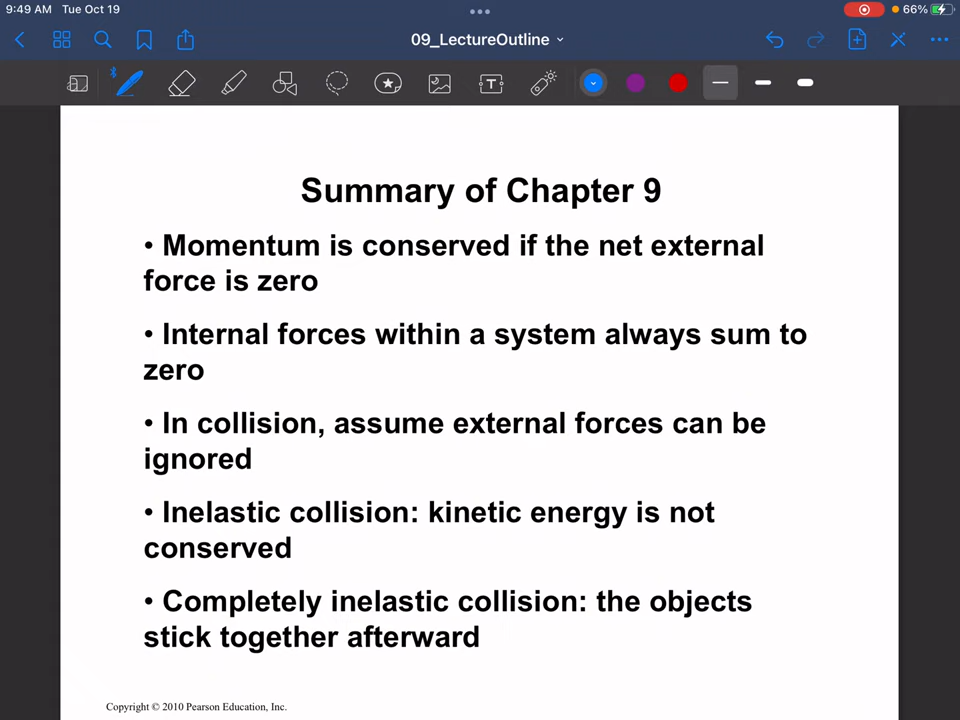 9:49 AM Tue Oct 19
66%
09_LectureOutline
T
Summary of Chapter 9
• Momentum is conserved if the net external
force is zero
• Internal forces within a system always sum to
zero
• In collision, assume external forces can be
ignored
• Inelastic collision: kinetic energy is not
conserved
• Completely inelastic collision: the objects
stick together afterward
Copyright © 2010 Pearson Education, Inc.